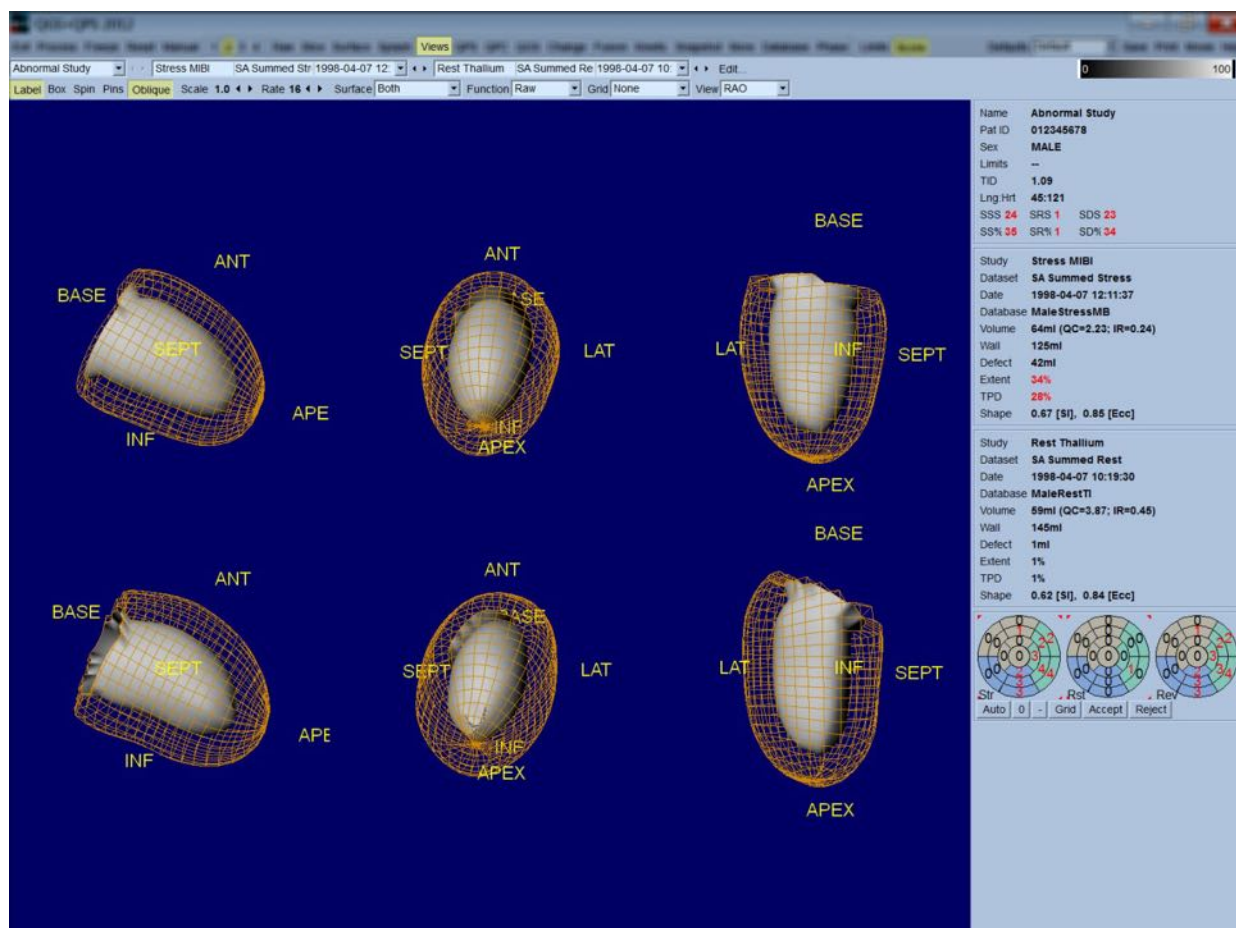 QGS+QPS 2012
Views
Abnormal Study Stress MIBI SA Summed Str 1998-04-07 12: Rest Thallium SA Summed Re 1998-04-07 10: Edit...
0 100
Label Box Spin Pins Oblique Scale 1.0 Rate 16 Surface Both Function Raw Grid None View RAO
BASE
ANT
ANT
BASE
SEPT
SEPT
LAT
LAT
INF
SEPT
APE
INF
INF
APEX
APEX
BASE
ANT
ANT
BASE
BASE
SEPT
SEPT
LAT
LAT
INF
SEPT
APE
INF
INF
APEX
APEX
Name Abnormal Study
Pat ID 012345678
Sex MALE
Limits --
TID 1.09
Lng:Hrt 45:121
SSS 24 SRS 1 SDS 23
SS% 35 SR% 1 SD% 34
Study Stress MIBI
Dataset SA Summed Stress
Date 1998-04-07 12:11:37
Database MaleStressMB
Volume 64ml (QC=2.23; IR=0.24)
Wall 125ml
Defect 42ml
Extent 34%
TPD 28%
Shape 0.67 [SI], 0.85 [Ecc]
Study Rest Thallium
Dataset SA Summed Rest
Date 1998-04-07 10:19:30
Database MaleRestTl
Volume 59ml (QC=3.87; IR=0.45)
Wall 145ml
Defect 1ml
Extent 1%
TPD 1%
Shape 0.62 [SI], 0.84 [Ecc]
Str Rst Rev
Auto 0 - Grid Accept Reject